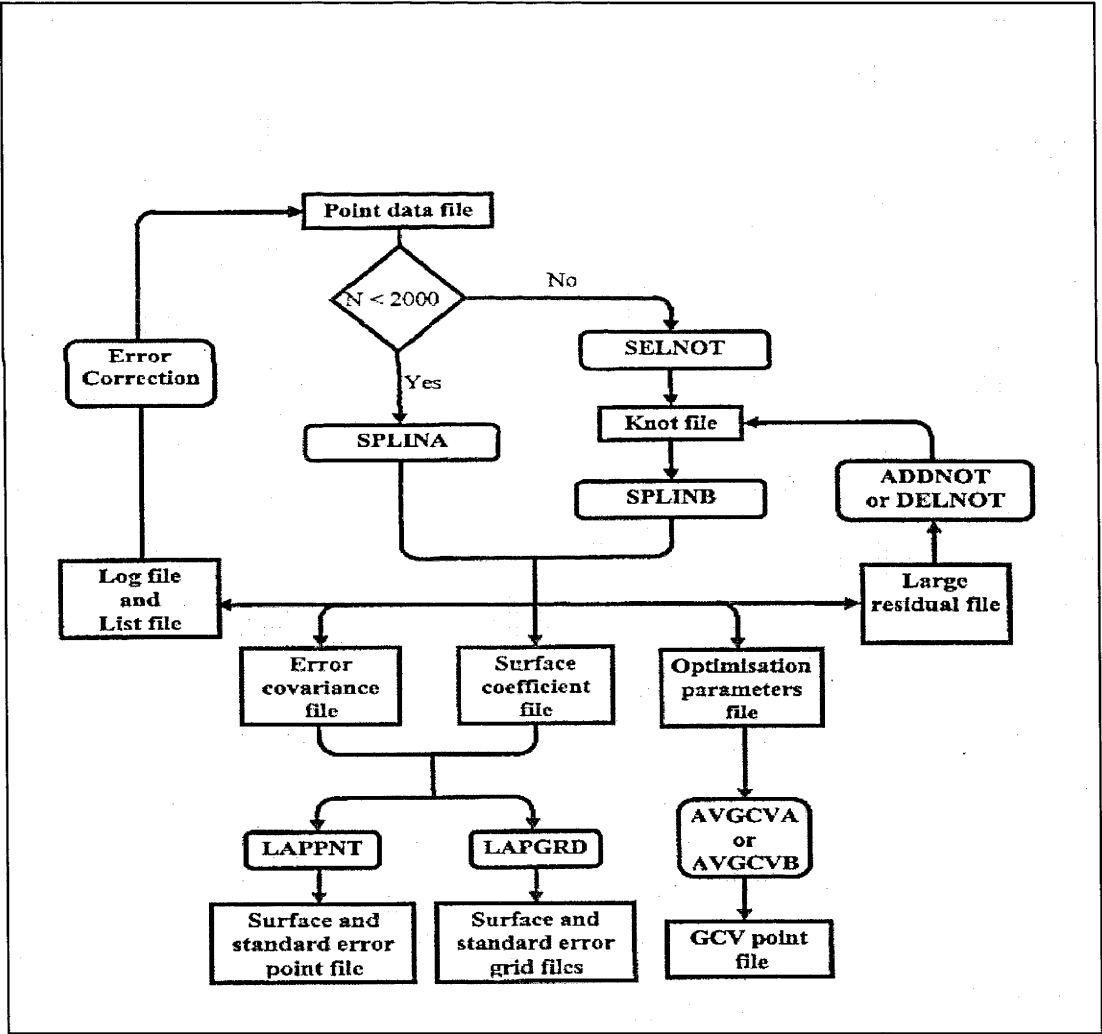 Point data file
N < 2000
No
Yes
Error
Correction
SELNOT
Knot file
SPLINA
SPLINB
ADDNOT
or DELNOT
Log file
and
List file
Large
residual file
Error
covariance
file
Surface
coefficient
file
Optimisation
parameters
file
LAPPNT
LAPGRD
AVGCVA
or
AVGCVB
Surface and
standard error
point file
Surface and
standard error
grid files
GCV point
file